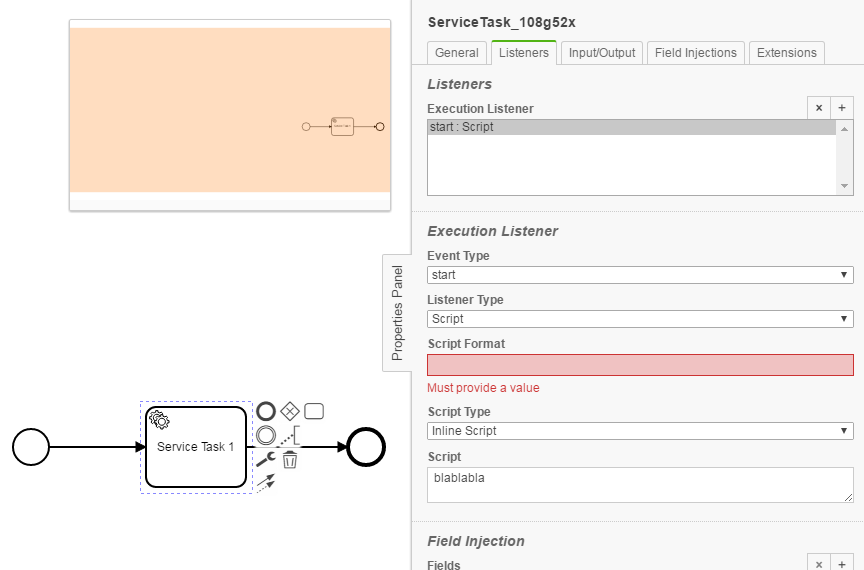 ServiceTask_108g52x
General Listeners Input/Output Field Injections Extensions
Listeners
Execution Listener × +
start : Script
Execution Listener
Event Type
start
Listener Type
Script
Script Format
Must provide a value
Script Type
Inline Script
Script
blablabla
Field Injection
Fields × +
Properties Panel
Service Task 1